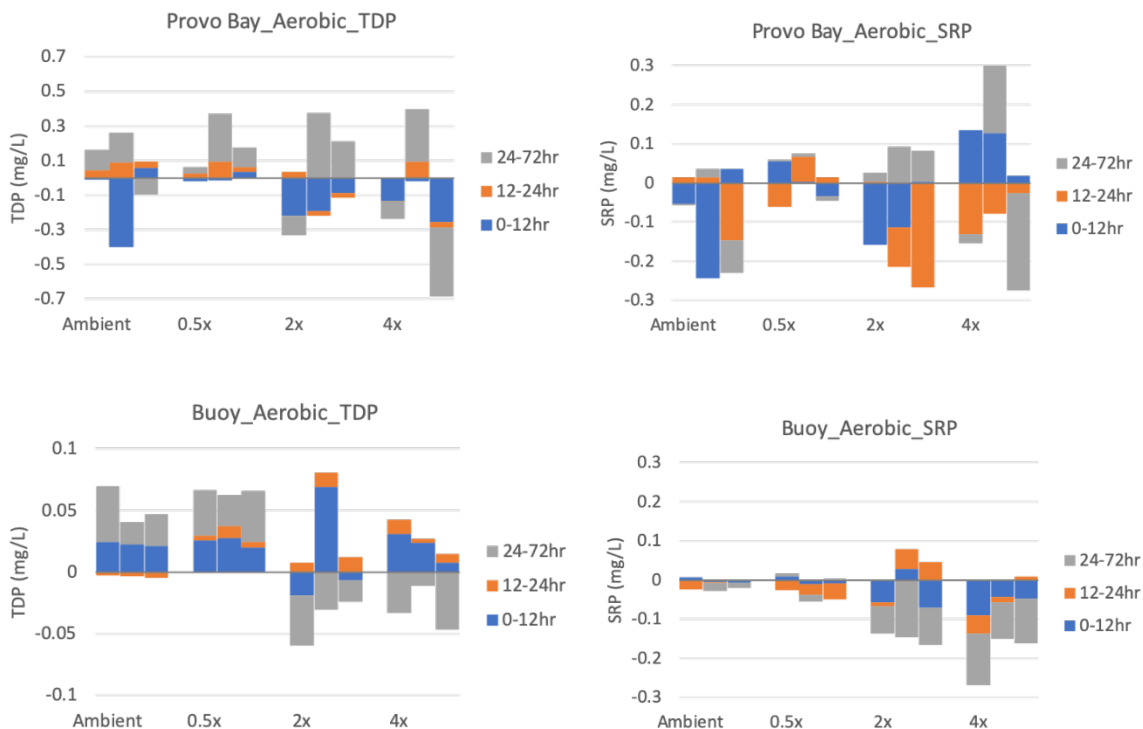 Provo Bay_Aerobic_TDP
0.7
0.5
0.3
0.1
-0.1
-0.3
-0.5
-0.7
TDP (mg/L)
Ambient 0.5x 2x 4x
24-72hr
12-24hr
0-12hr
Provo Bay_Aerobic_SRP
0.3
0.2
0.1
0
-0.1
-0.2
-0.3
SRP (mg/L)
Ambient 0.5x 2x 4x
24-72hr
12-24hr
0-12hr
Buoy_Aerobic_TDP
0.1
0.05
0
-0.05
-0.1
TDP (mg/L)
Ambient 0.5x 2x 4x
24-72hr
12-24hr
0-12hr
Buoy_Aerobic_SRP
0.3
0.2
0.1
0
-0.1
-0.2
-0.3
SRP (mg/L)
Ambient 0.5x 2x 4x
24-72hr
12-24hr
0-12hr